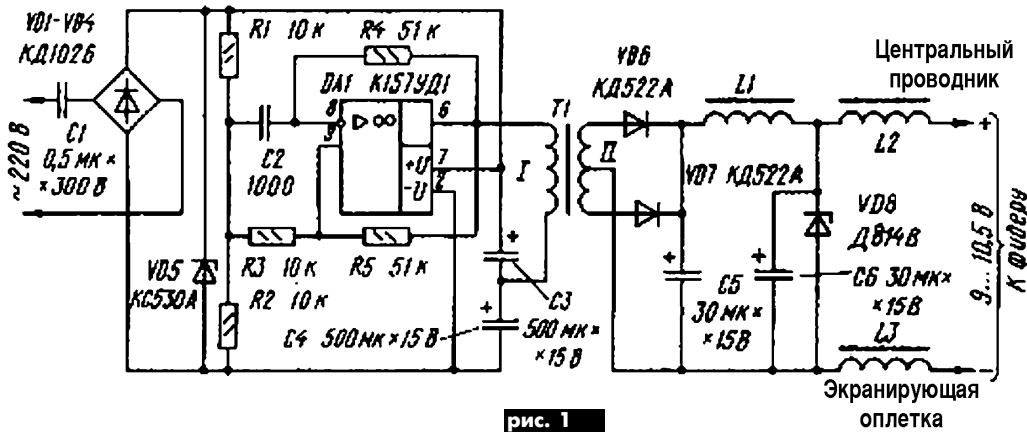 VD1-VD4
КД102Б
~220 В
C1
0,5 мк ×
×300 В
VD5
КС530А
R1 10 к
R4 51 к
DA1 К157УД1
8
9
▷ ∞
6
7
2
+U
-U
C2
1000
R3 10 к
R5 51 к
R2 10 к
C4 500 мк × 15 В
C3
500 мк ×
×15 В
T1
I
II
VD6
КД522А
VD7 КД522А
L1
C5
30 мк ×
×15 В
VD8
Д814В
C6 30 мк ×
×15 В
Центральный
проводник
L2
+
9...10,5 В
К фидеру
L3
-
Экранирующая
оплетка
рис. 1